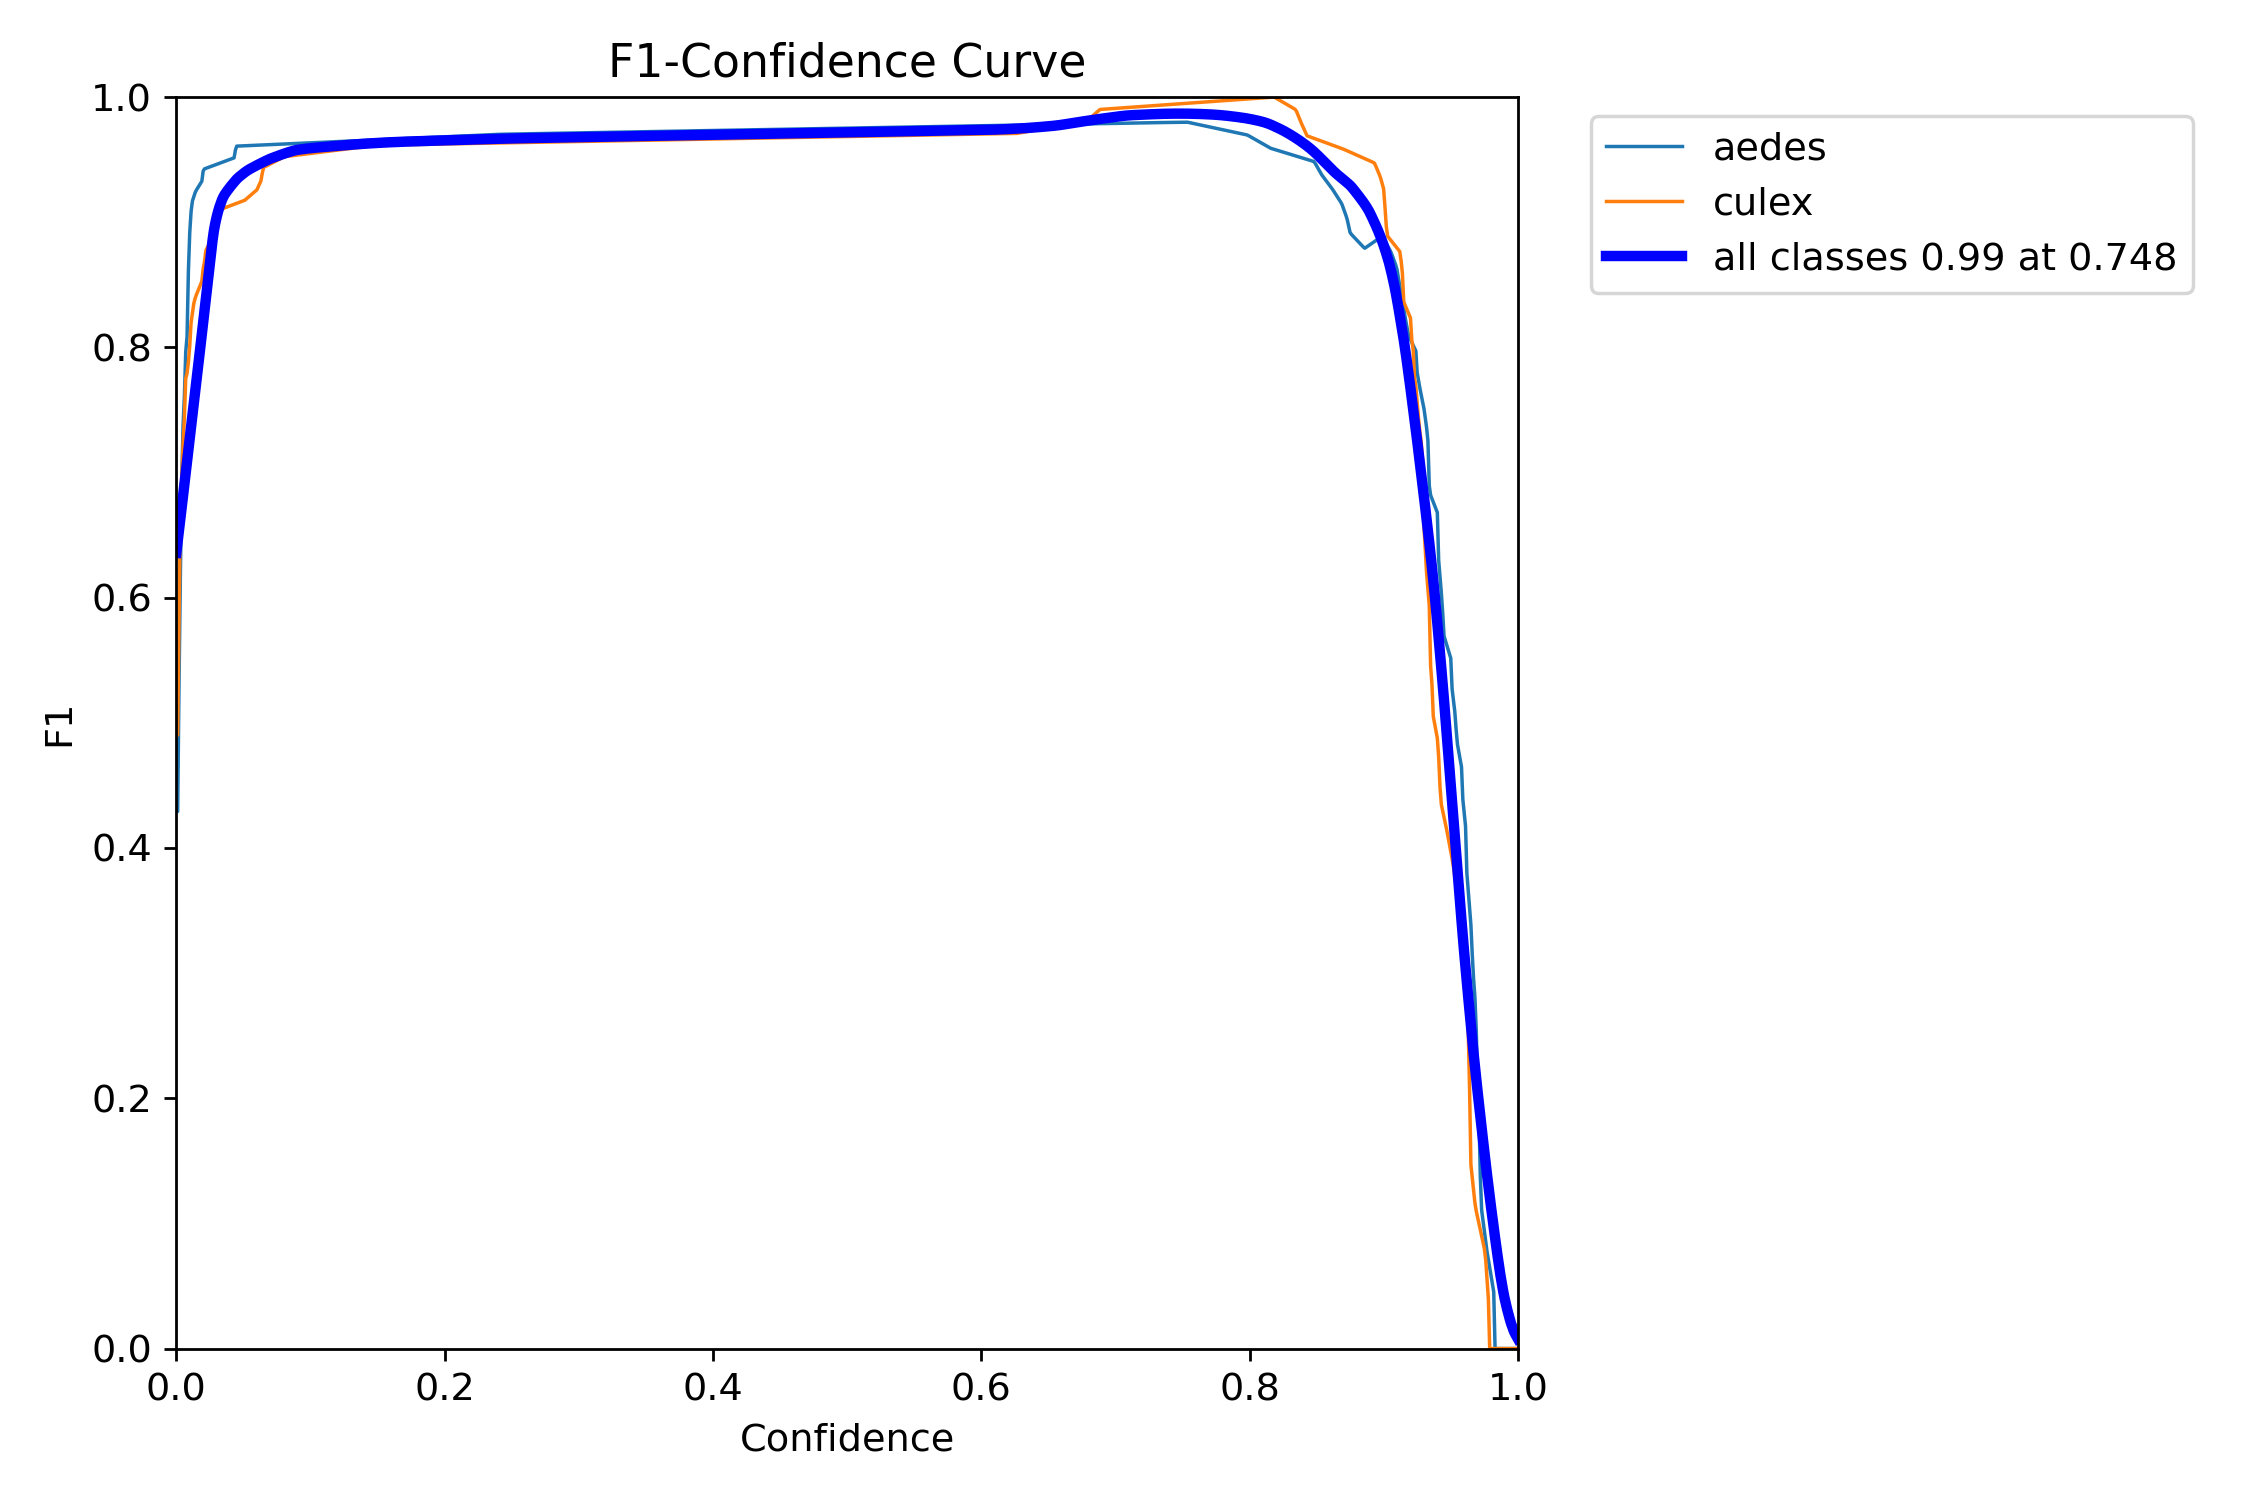 F1-Confidence Curve
1.0
0.8
0.6
0.4
0.2
0.0
F1
0.0 0.2 0.4 0.6 0.8 1.0
Confidence
aedes
culex
all classes 0.99 at 0.748